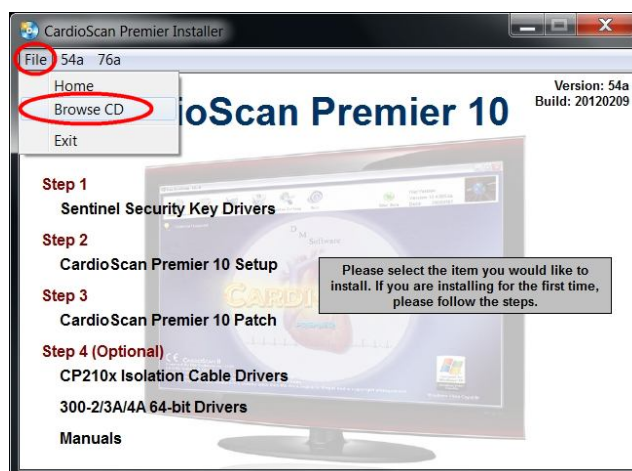 CardioScan Premier Installer
File 54a 76a
Home
Browse CD
Exit
ioScan Premier 10
Version: 54a
Build: 20120209
Step 1
Sentinel Security Key Drivers
Step 2
CardioScan Premier 10 Setup
Step 3
CardioScan Premier 10 Patch
Step 4 (Optional)
CP210x Isolation Cable Drivers
300-2/3A/4A 64-bit Drivers
Manuals
Please select the item you would like to
install. If you are installing for the first time,
please follow the steps.
DM Software
CARDI